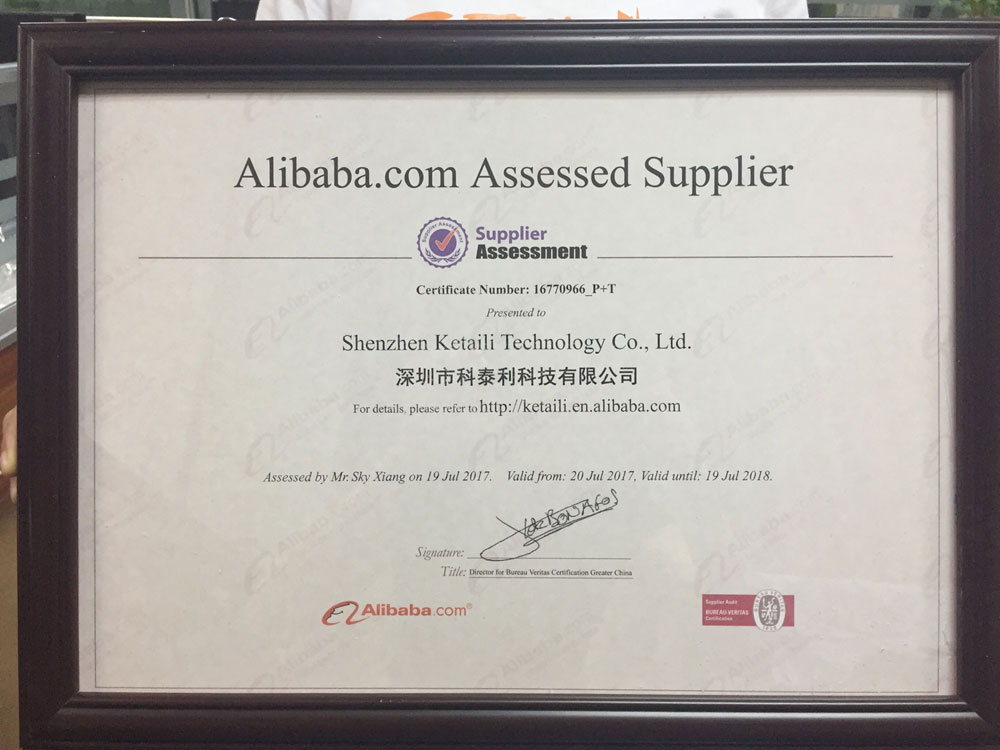 Alibaba.com Assessed Supplier
Supplier Assessment
Supplier
Assessment
Certificate Number: 16770966_P+T
Presented to
Shenzhen Ketaili Technology Co., Ltd.
深圳市科泰利科技有限公司
For details, please refer to http://ketaili.en.alibaba.com
Assessed by Mr. Sky Xiang on 19 Jul 2017. Valid from: 20 Jul 2017, Valid until: 19 Jul 2018.
Signature:
Title: Director for Bureau Veritas Certification Greater China
Alibaba.com®
Supplier Audit
BUREAU VERITAS
Certification